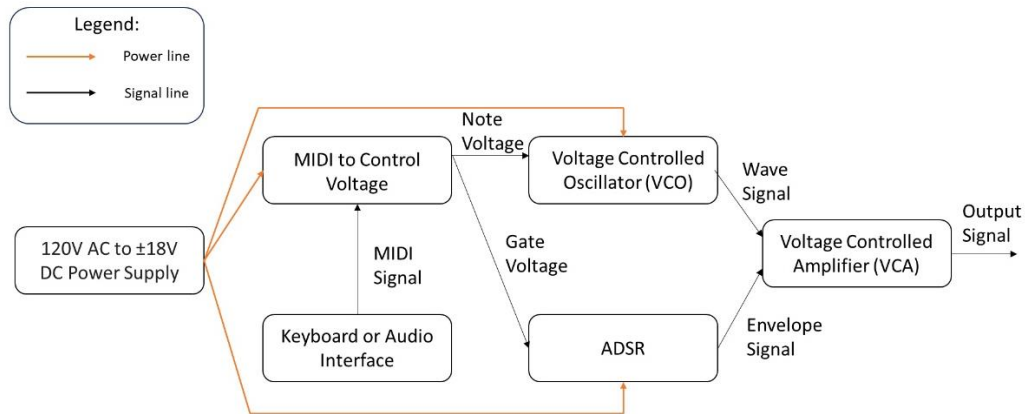 Legend:
Power line
Signal line
Note
Voltage
MIDI to Control
Voltage
Voltage Controlled
Oscillator (VCO)
Wave
Signal
120V AC to ±18V
DC Power Supply
MIDI
Signal
Gate
Voltage
Voltage Controlled
Amplifier (VCA)
Output
Signal
Keyboard or Audio
Interface
ADSR
Envelope
Signal